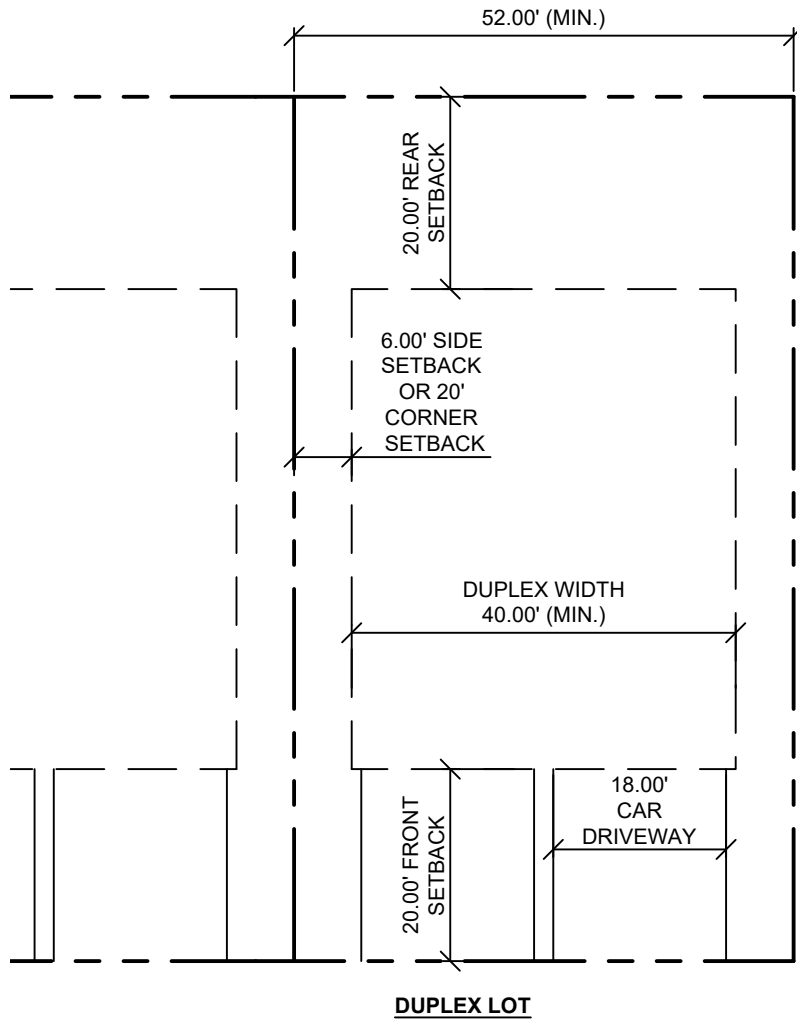 52.00' (MIN.)
20.00' REAR
SETBACK
6.00' SIDE
SETBACK
OR 20'
CORNER
SETBACK
DUPLEX WIDTH
40.00' (MIN.)
20.00' FRONT
SETBACK
18.00'
CAR
DRIVEWAY
DUPLEX LOT